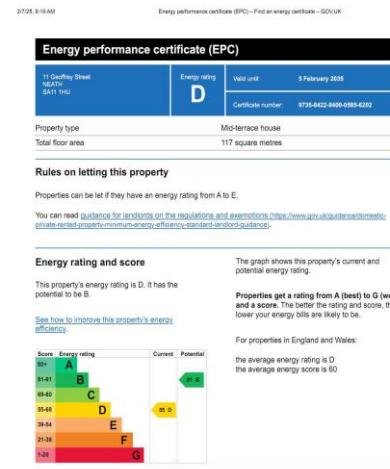 2/7/25, 9:19 AM
Energy performance certificate (EPC) – Find an energy certificate – GOV.UK
Energy performance certificate (EPC)
11 Geoffrey Street
NEATH
SA11 1HU
Energy rating
D
Valid until:
5 February 2035
Certificate number:
9735-0422-9400-0595-6202
Property type
Mid-terrace house
Total floor area
117 square metres
Rules on letting this property
Properties can be let if they have an energy rating from A to E.
You can read guidance for landlords on the regulations and exemptions (https://www.gov.uk/guidance/domestic-
private-rented-property-minimum-energy-efficiency-standard-landlord-guidance).
Energy rating and score
This property's energy rating is D. It has the
potential to be B.
See how to improve this property's energy
efficiency.
Score Energy rating Current Potential
92+ A
81-91 B 81 B
69-80 C
55-68 D 55 D
39-54 E
21-38 F
1-20 G
The graph shows this property's current and
potential energy rating.
Properties get a rating from A (best) to G (wo
and a score. The better the rating and score, th
lower your energy bills are likely to be.
For properties in England and Wales:
the average energy rating is D
the average energy score is 60